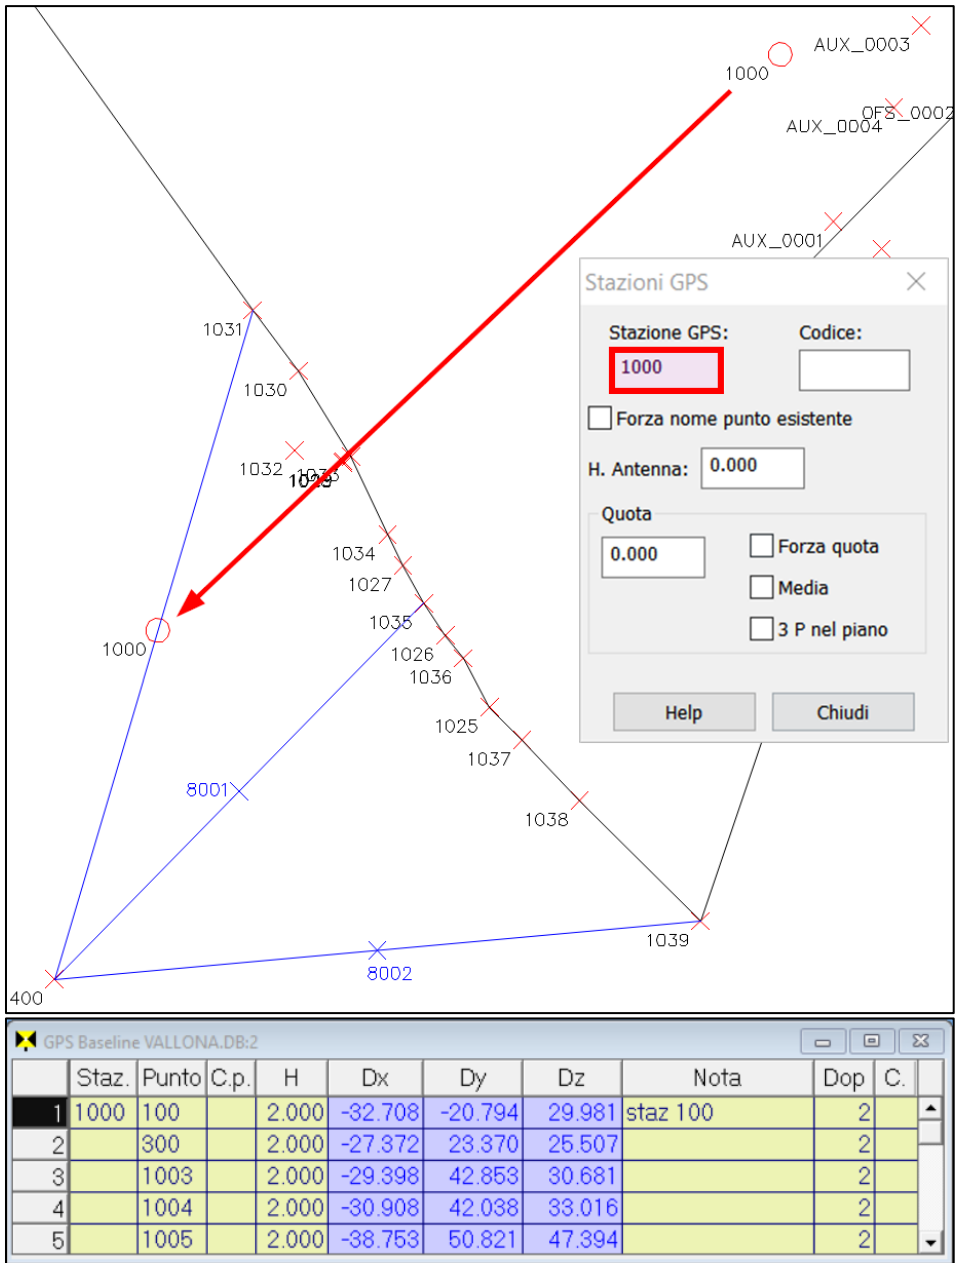 AUX_0003
1000
OFS_0002
AUX_0004
AUX_0001
Stazioni GPS
Stazione GPS: Codice:
1000
Forza nome punto esistente
H. Antenna: 0.000
Quota
0.000 Forza quota
Media
3 P nel piano
Help Chiudi
1031
1030
1032
1034
1027
1035
1000
1026
1036
1025
1037
8001
1038
1039
8002
400
GPS Baseline VALLONA.DB:2
Staz. Punto C.p. H Dx Dy Dz Nota Dop C.
1 1000 100 2.000 -32.708 -20.794 29.981 staz 100 2
2 300 2.000 -27.372 23.370 25.507 2
3 1003 2.000 -29.398 42.853 30.681 2
4 1004 2.000 -30.908 42.038 33.016 2
5 1005 2.000 -38.753 50.821 47.394 2